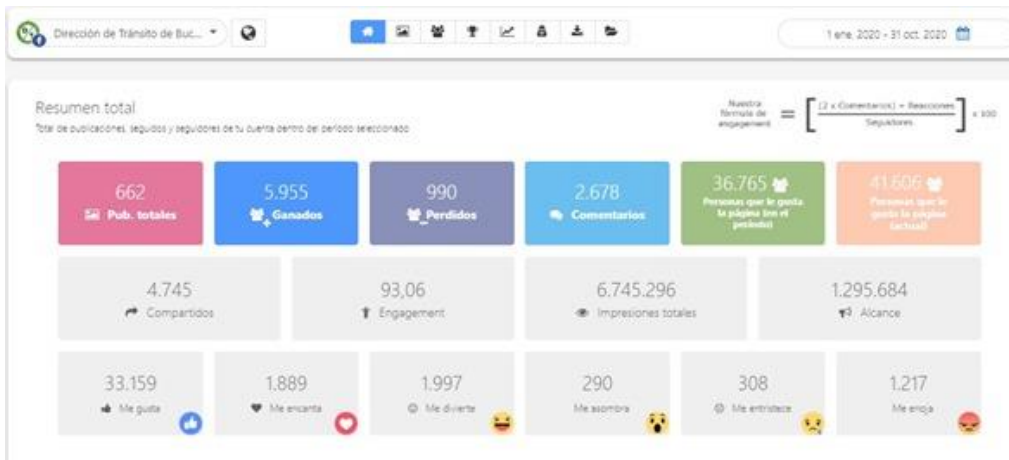 Dirección de Tránsito de Buc...
1 ene. 2020 - 31 oct. 2020
Resumen total
Total de publicaciones, seguidos y seguidores de tu cuenta dentro del período seleccionado
Nuestra
fórmula de
engagement
=
(2 x Comentarios) + Reacciones
Seguidores
x 100
662
Pub. totales
5.955
Ganados
990
Perdidos
2.678
Comentarios
36.765
Personas que le gusta
la página (en el
período)
41.606
Personas que le
gusta la página
(actual)
4.745
Compartidos
93,06
Engagement
6.745.296
Impresiones totales
1.295.684
Alcance
33.159
Me gusta
1.889
Me encanta
1.997
Me divierte
290
Me asombra
308
Me entristece
1.217
Me enoja